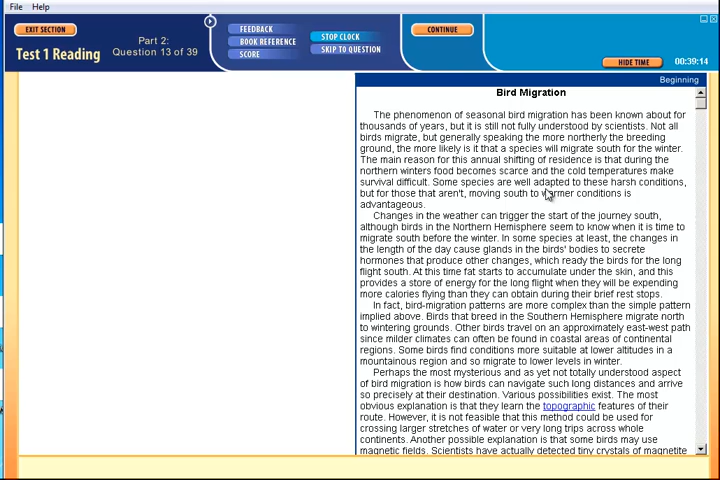 File Help
EXIT SECTION
Test 1 Reading
Part 2:
Question 13 of 39
FEEDBACK
BOOK REFERENCE
SCORE
STOP CLOCK
SKIP TO QUESTION
CONTINUE
HIDE TIME
00:39:14
Beginning
Bird Migration
The phenomenon of seasonal bird migration has been known about for
thousands of years, but it is still not fully understood by scientists. Not all
birds migrate, but generally speaking the more northerly the breeding
ground, the more likely is it that a species will migrate south for the winter.
The main reason for this annual shifting of residence is that during the
northern winters food becomes scarce and the cold temperatures make
survival difficult. Some species are well adapted to these harsh conditions,
but for those that aren't, moving south to warmer conditions is
advantageous.
Changes in the weather can trigger the start of the journey south,
although birds in the Northern Hemisphere seem to know when it is time to
migrate south before the winter. In some species at least, the changes in
the length of the day cause glands in the birds' bodies to secrete
hormones that produce other changes, which ready the birds for the long
flight south. At this time fat starts to accumulate under the skin, and this
provides a store of energy for the long flight when they will be expending
more calories flying than they can obtain during their brief rest stops.
In fact, bird-migration patterns are more complex than the simple pattern
implied above. Birds that breed in the Southern Hemisphere migrate north
to wintering grounds. Other birds travel on an approximately east-west path
since milder climates can often be found in coastal areas of continental
regions. Some birds find conditions more suitable at lower altitudes in a
mountainous region and so migrate to lower levels in winter.
Perhaps the most mysterious and as yet not totally understood aspect
of bird migration is how birds can navigate such long distances and arrive
so precisely at their destination. Various possibilities exist. The most
obvious explanation is that they learn the topographic features of their
route. However, it is not feasible that this method could be used for
crossing larger stretches of water or very long trips across whole
continents. Another possible explanation is that some birds may use
magnetic fields. Scientists have actually detected tiny crystals of magnetite